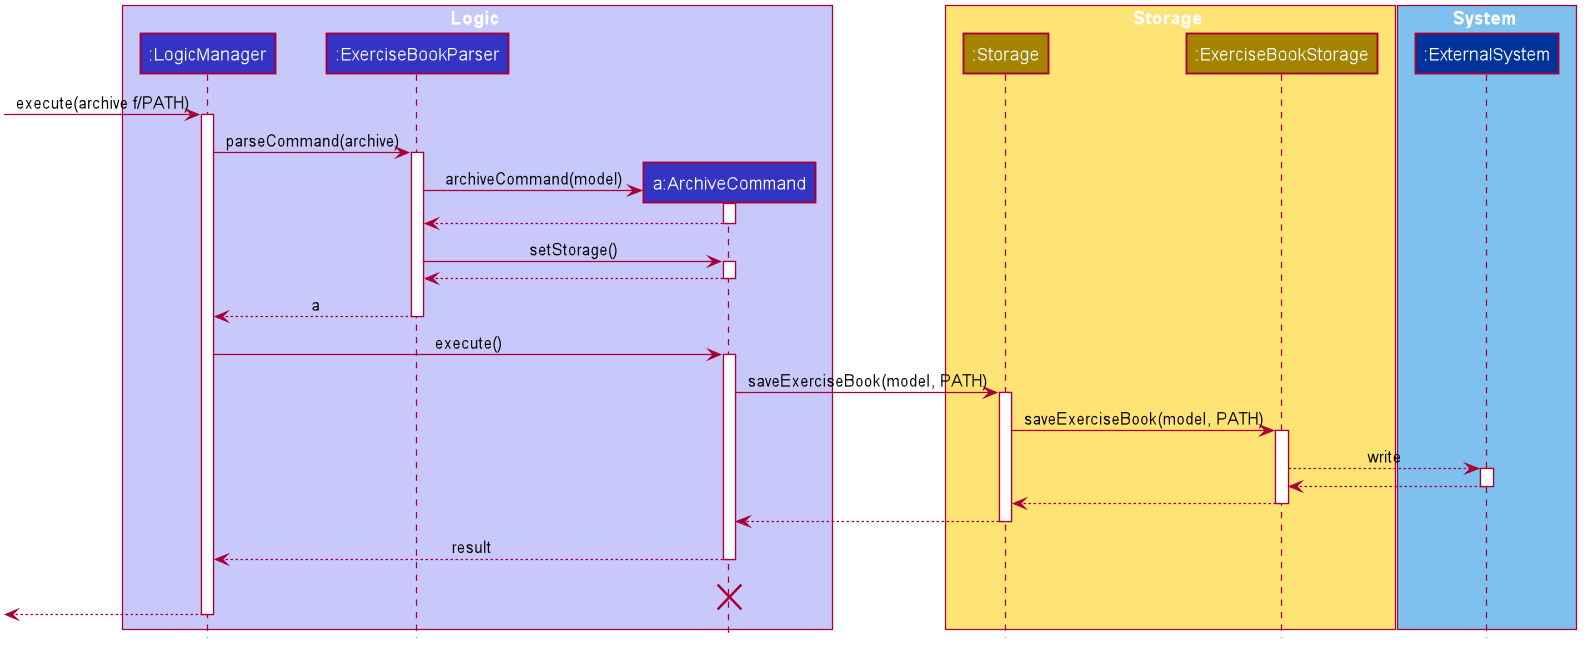 Logic
Storage
System
:LogicManager
:ExerciseBookParser
:Storage
:ExerciseBookStorage
:ExternalSystem
execute(archive f/PATH)
parseCommand(archive)
archiveCommand(model)
a:ArchiveCommand
setStorage()
a
execute()
saveExerciseBook(model, PATH)
saveExerciseBook(model, PATH)
write
result